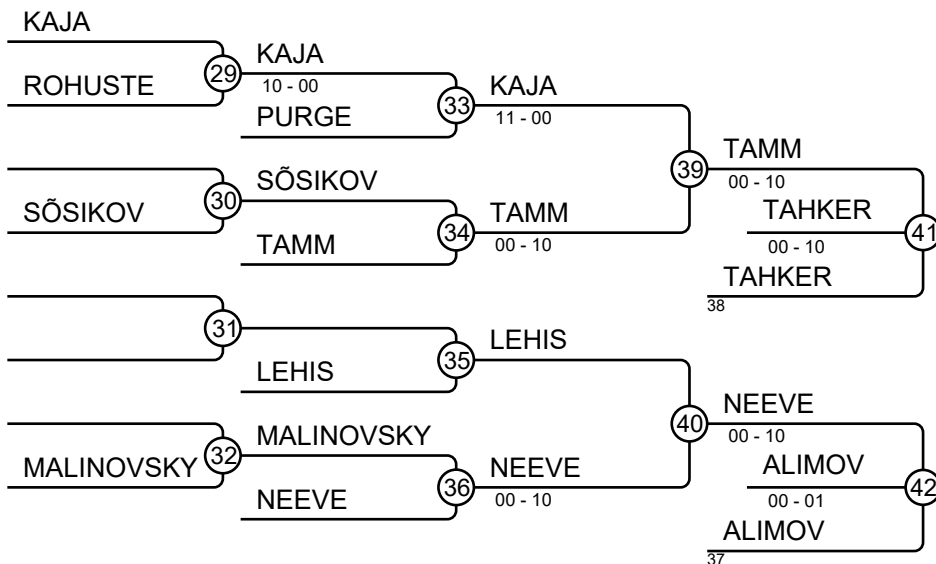 KAJA
ROHUSTE
29
KAJA
10 - 00
PURGE
33
KAJA
11 - 00
SÕSIKOV
30
SÕSIKOV
TAMM
34
TAMM
00 - 10
39
TAMM
00 - 10
TAHKER
00 - 10
TAHKER
38
41
31
LEHIS
35
LEHIS
MALINOVSKY
32
MALINOVSKY
NEEVE
36
NEEVE
00 - 10
40
NEEVE
00 - 10
ALIMOV
00 - 01
ALIMOV
37
42